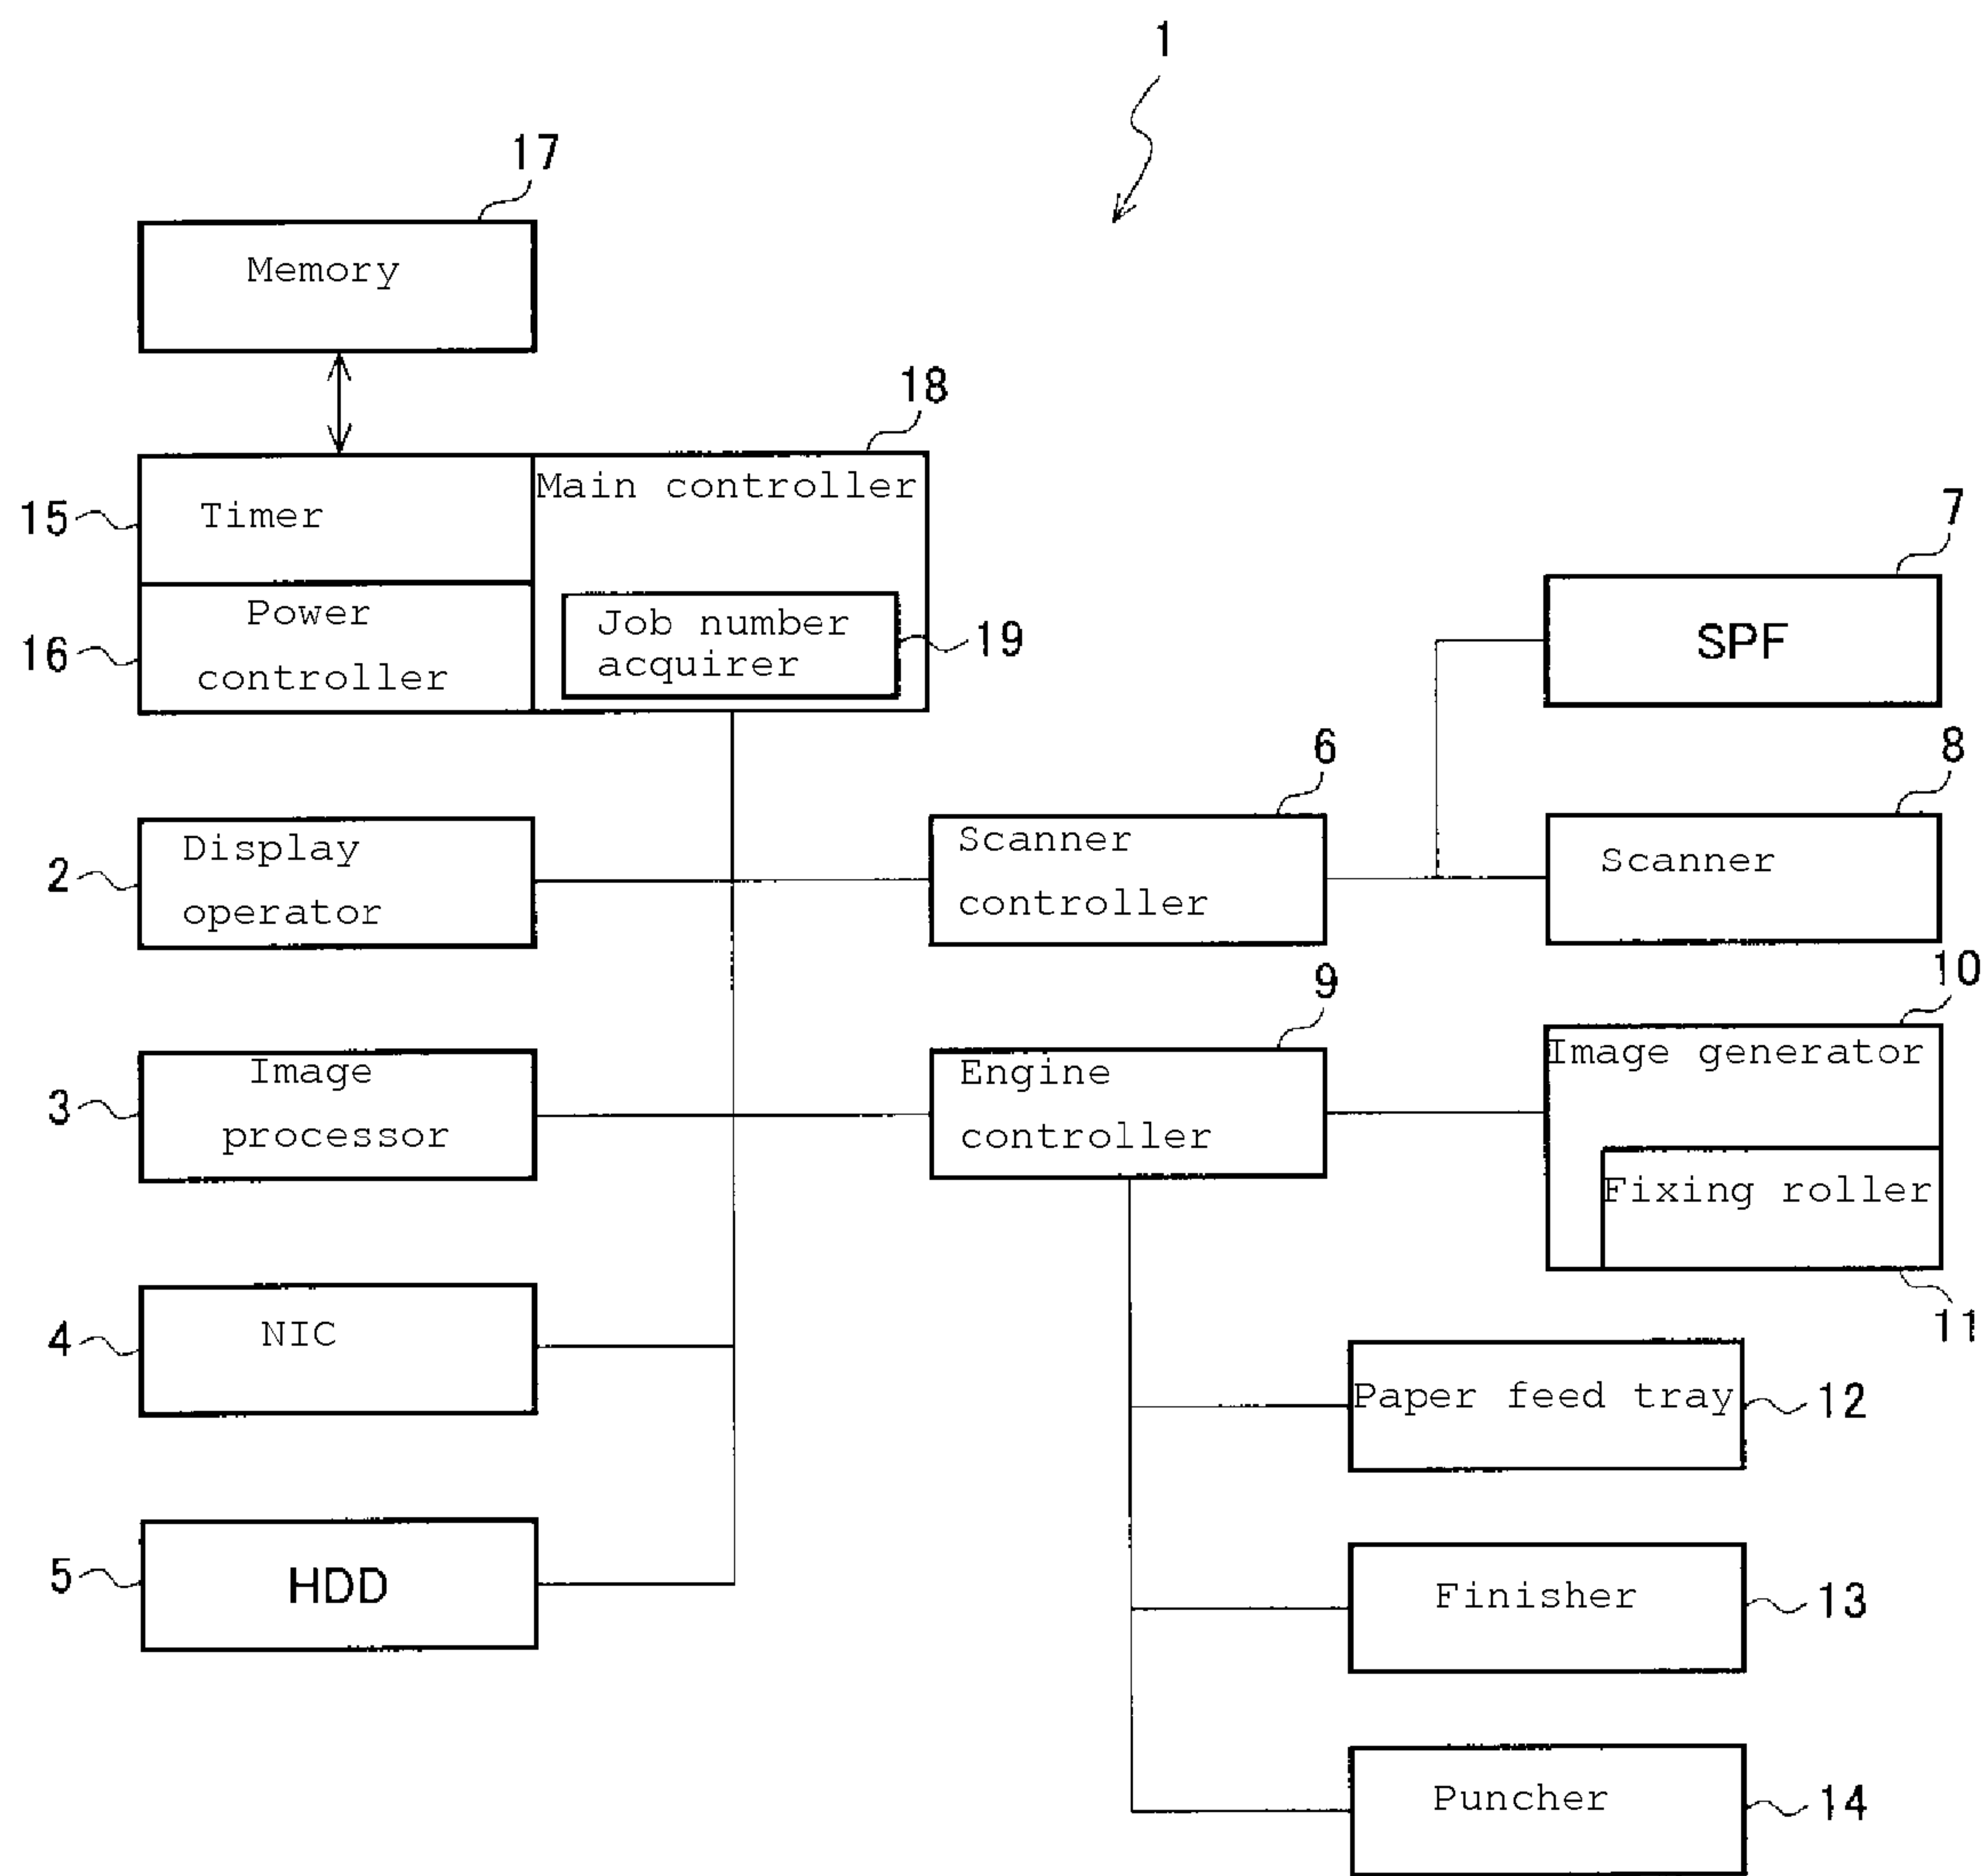 1
17
Memory
18
Main controller
15
Timer
7
Power
controller
16
Job number
acquirer
19
SPF
6
8
Display
operator
2
Scanner
controller
Scanner
10
9
Image
processor
3
Engine
controller
Image generator
Fixing roller
11
4
NIC
Paper feed tray
12
5
HDD
Finisher
13
Puncher
14